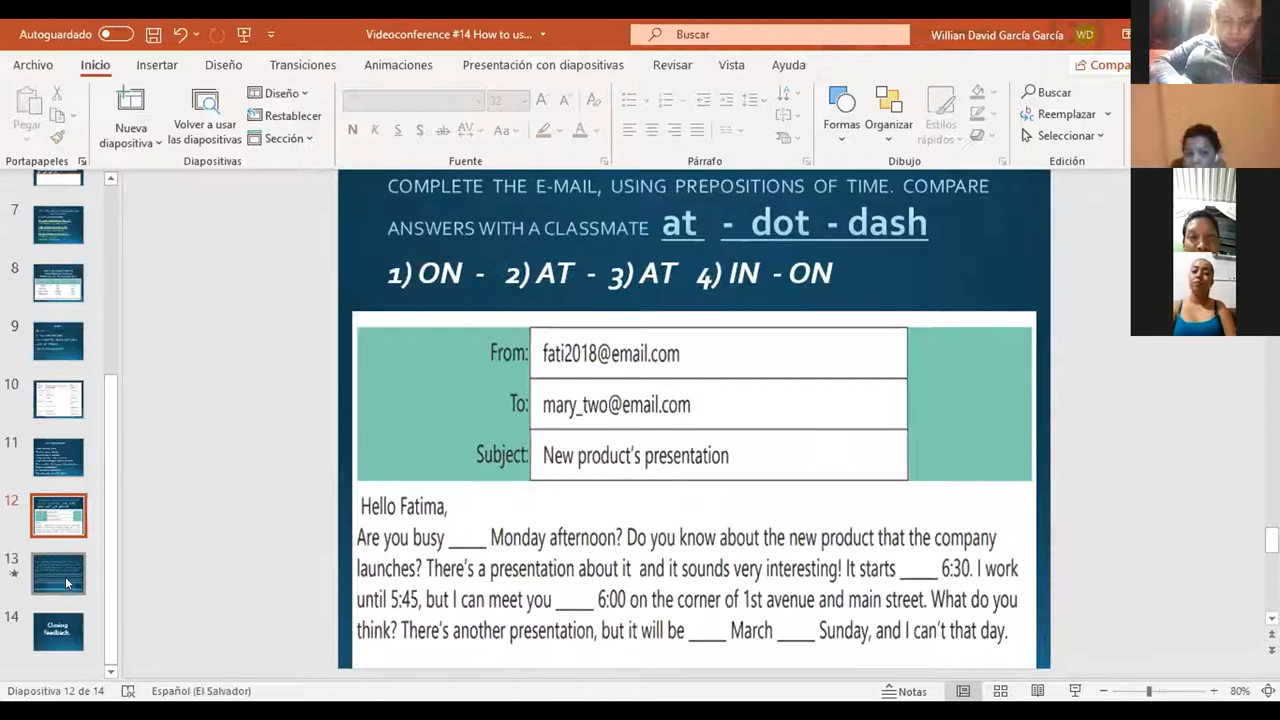 Autoguardado
Videoconference #14 How to us...
Buscar
Willian David García García
WD
Archivo
Inicio
Insertar
Diseño
Transiciones
Animaciones
Presentación con diapositivas
Revisar
Vista
Ayuda
Compa
Pegar
Nueva
diapositiva
Volver a usar
las diapositivas
Diseño
Restablecer
Sección
32
Formas
Organizar
Estilos
rápidos
Buscar
Reemplazar
Seleccionar
Portapapeles
Diapositivas
Fuente
Párrafo
Dibujo
Edición
7
8
9
10
11
12
13
14
Closing
Feedback.
COMPLETE THE E-MAIL, USING PREPOSITIONS OF TIME. COMPARE
ANSWERS WITH A CLASSMATE at - dot - dash
1) ON - 2) AT - 3) AT 4) IN - ON
From: fati2018@email.com
To: mary_two@email.com
Subject: New product's presentation
Hello Fatima,
Are you busy ____ Monday afternoon? Do you know about the new product that the company
launches? There's a presentation about it and it sounds very interesting! It starts ____ 6:30. I work
until 5:45, but I can meet you ____ 6:00 on the corner of 1st avenue and main street. What do you
think? There's another presentation, but it will be ____ March ____ Sunday, and I can't that day.
Diapositiva 12 de 14
Español (El Salvador)
Notas
80%